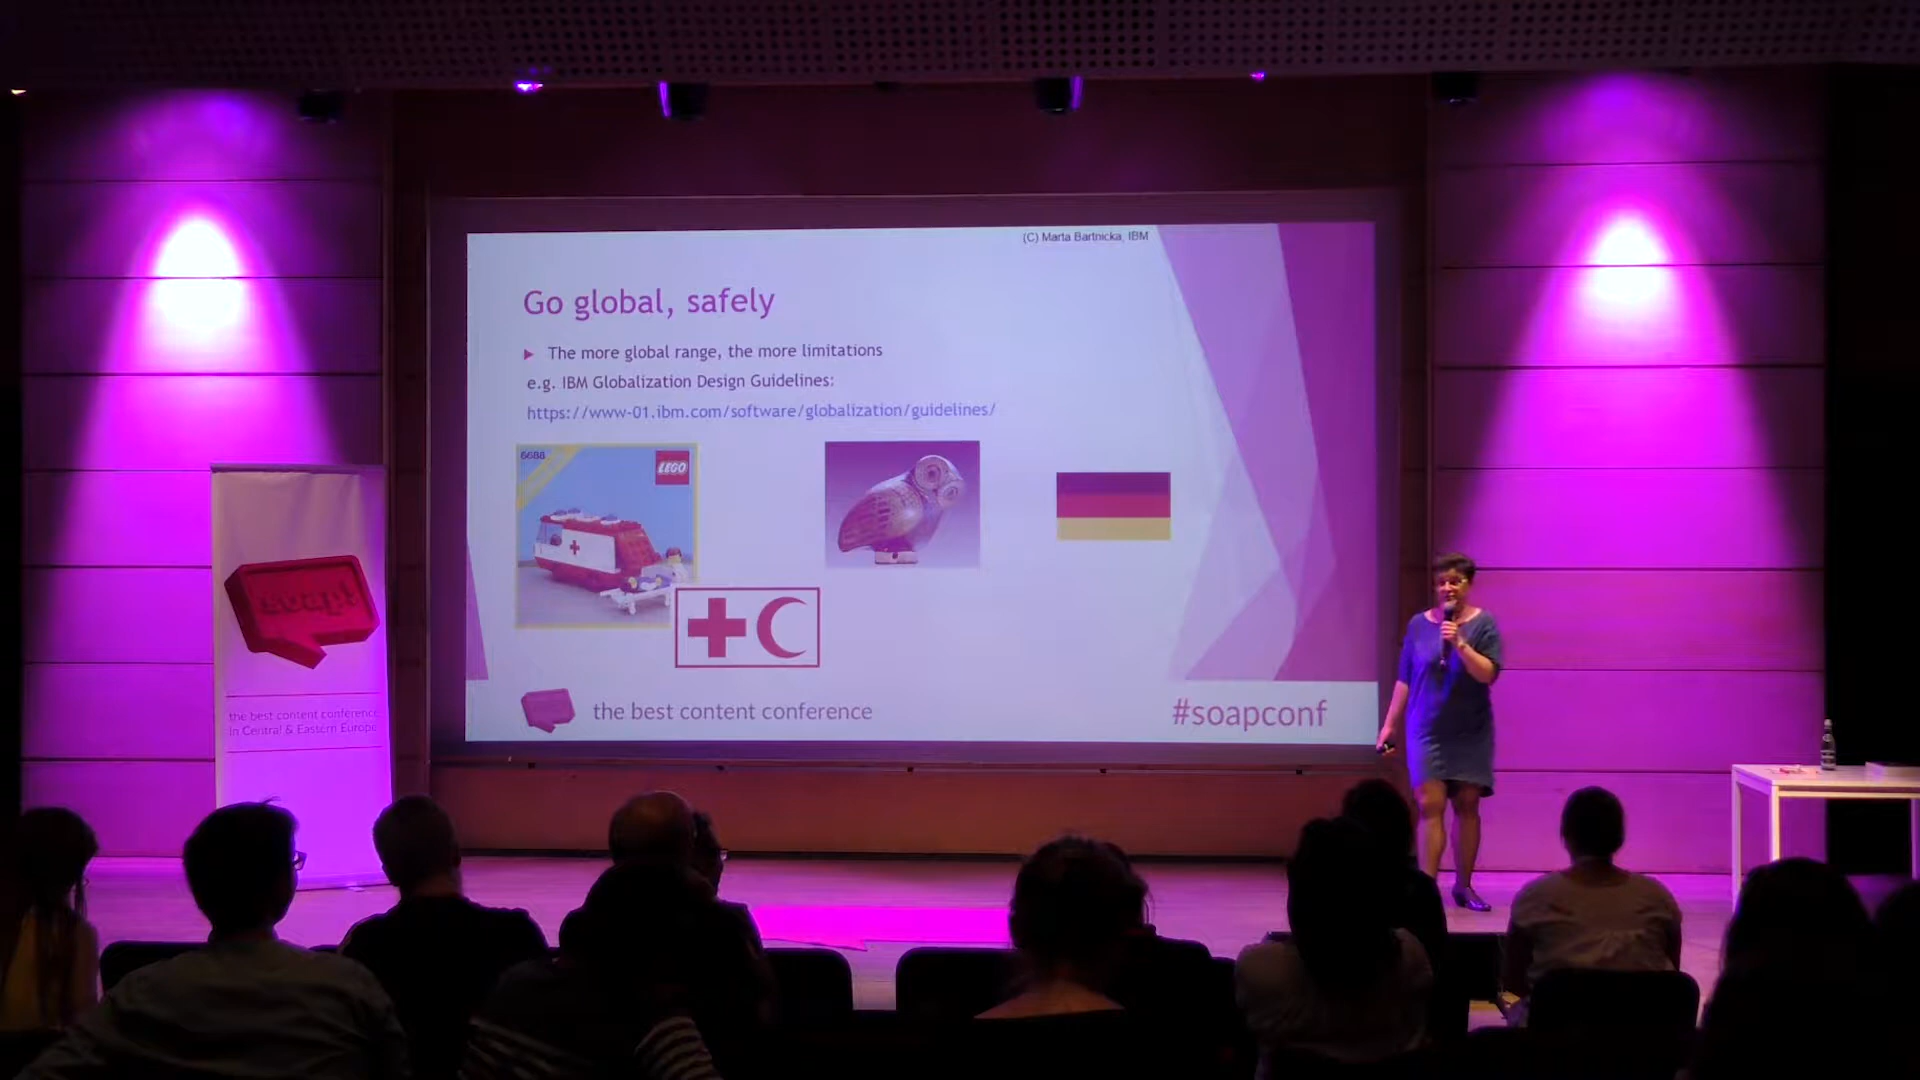 (C) Marta Bartnicka, IBM
Go global, safely
The more global range, the more limitations
e.g. IBM Globalization Design Guidelines:
https://www-01.ibm.com/software/globalization/guidelines/
6688
LEGO
the best content conference
#soapconf
soap!
the best content conference
in Central & Eastern Europe